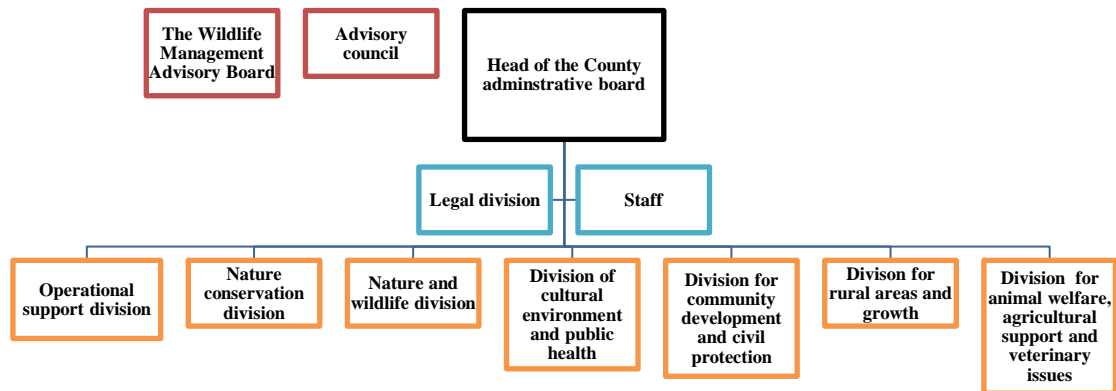 The Wildlife
Management
Advisory Board
Advisory
council
Head of the County
adminstrative board
Legal division
Staff
Operational
support division
Nature
conservation
division
Nature and
wildlife division
Division of
cultural
environment
and public
health
Division for
community
development
and civil
protection
Divison for
rural areas and
growth
Division for
animal welfare,
agricultural
support and
veterinary
issues